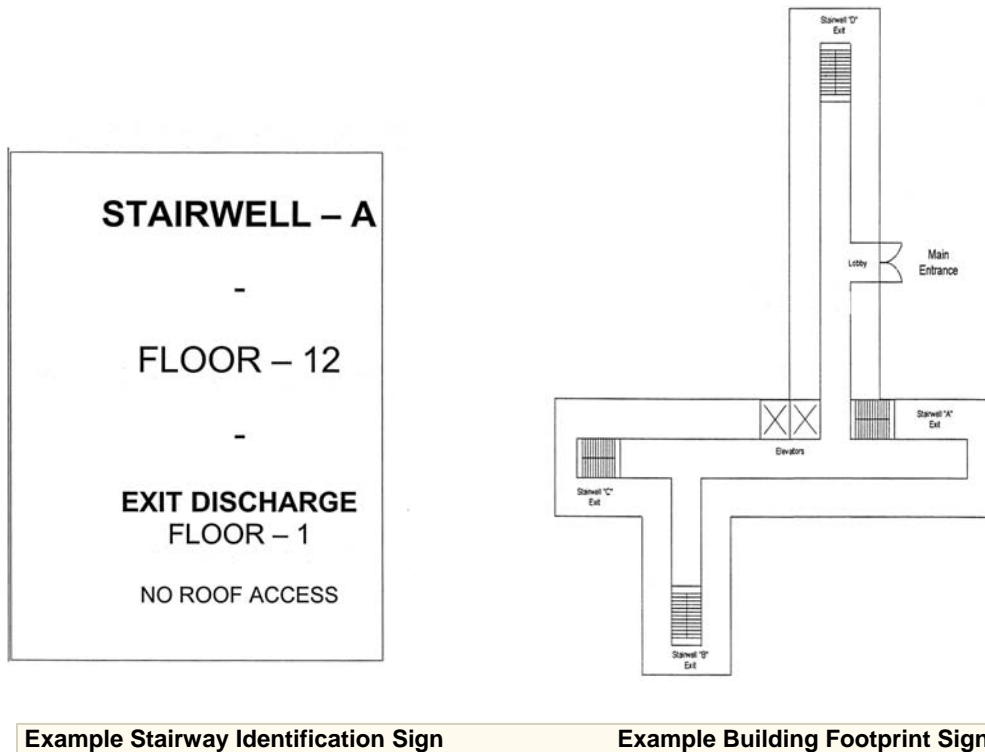 STAIRWELL – A
-
FLOOR – 12
-
EXIT DISCHARGE
FLOOR – 1
NO ROOF ACCESS
Stairwell "D"
Exit
Lobby
Main
Entrance
Stairwell "A"
Exit
Elevators
Stairwell "C"
Exit
Stairwell "B"
Exit
Example Stairway Identification Sign
Example Building Footprint Sign